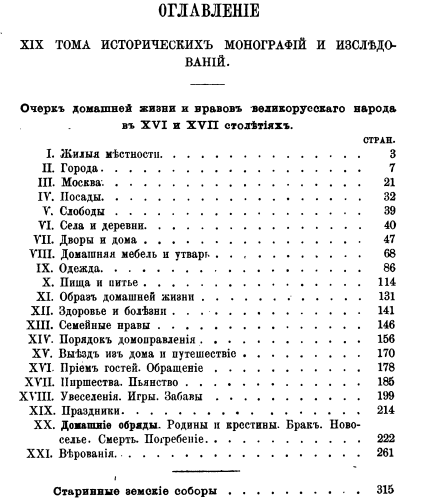 ОГЛАВЛЕНІЕ
XIX ТОМА ИСТОРИЧЕСКИХЪ МОНОГРАФІЙ И ИЗСЛѢДО-
ВАНІЙ.
Очеркъ домашней жизни и нравовъ великорусскаго народа
въ XVI и XVII столѣтіяхъ.
СТРАН.
I. Жилыя мѣстности. . . . . . . . . . . . . . . 3
II. Города. . . . . . . . . . . . . . . . . . . 7
III. Москва. . . . . . . . . . . . . . . . . . 21
IV. Посады. . . . . . . . . . . . . . . . . . 32
V. Слободы . . . . . . . . . . . . . . . . . 39
VI. Села и деревни. . . . . . . . . . . . . . . 40
VII. Дворы и дома . . . . . . . . . . . . . . . 47
VIII. Домашняя мебель и утварь . . . . . . . . . . 68
IX. Одежда. . . . . . . . . . . . . . . . . . 86
X. Пища и питье . . . . . . . . . . . . . . . 114
XI. Образъ домашней жизни . . . . . . . . . . . 131
XII. Здоровье и болѣзни . . . . . . . . . . . . 141
XIII. Семейные нравы . . . . . . . . . . . . . 146
XIV. Порядокъ домоправленія . . . . . . . . . . 156
XV. Выѣздъ изъ дома и путешествіе . . . . . . . . 170
XVI. Пріемъ гостей. Обращеніе . . . . . . . . . 178
XVII. Пиршества. Пьянство . . . . . . . . . . . 185
XVIII. Увеселенія. Игры. Забавы . . . . . . . . . 199
XIX. Праздники. . . . . . . . . . . . . . . . 214
XX. Домашніе обряды. Родины и крестины. Бракъ. Ново-
селье. Смерть. Погребеніе. . . . . . . . . . . 222
XXI. Вѣрованія. . . . . . . . . . . . . . . . 261
Старинные земскіе соборы . . . . . . . . . . . 315